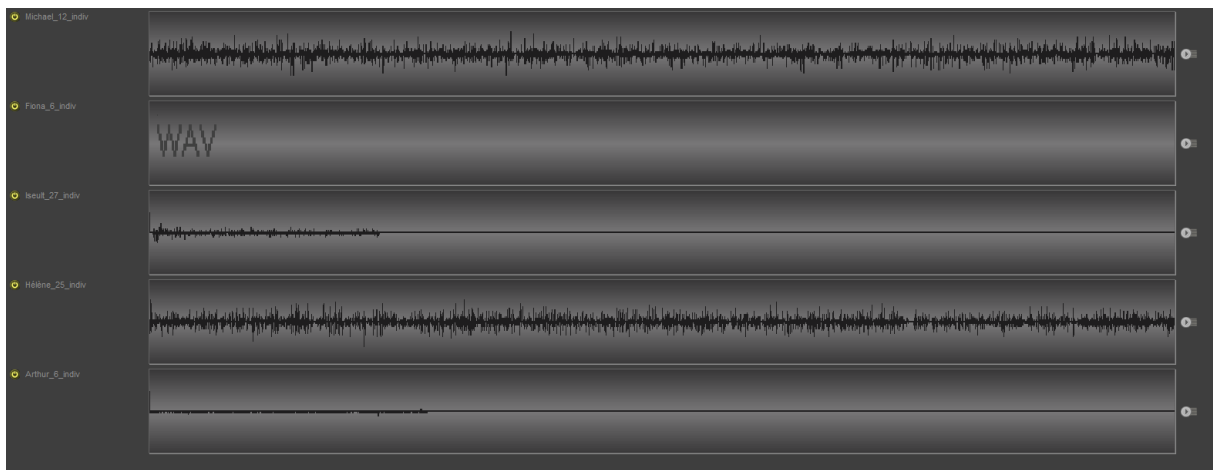 Michael_12_indiv
Fiona_6_indiv
WAV
Iseult_27_indiv
Hélène_25_indiv
Arthur_6_indiv